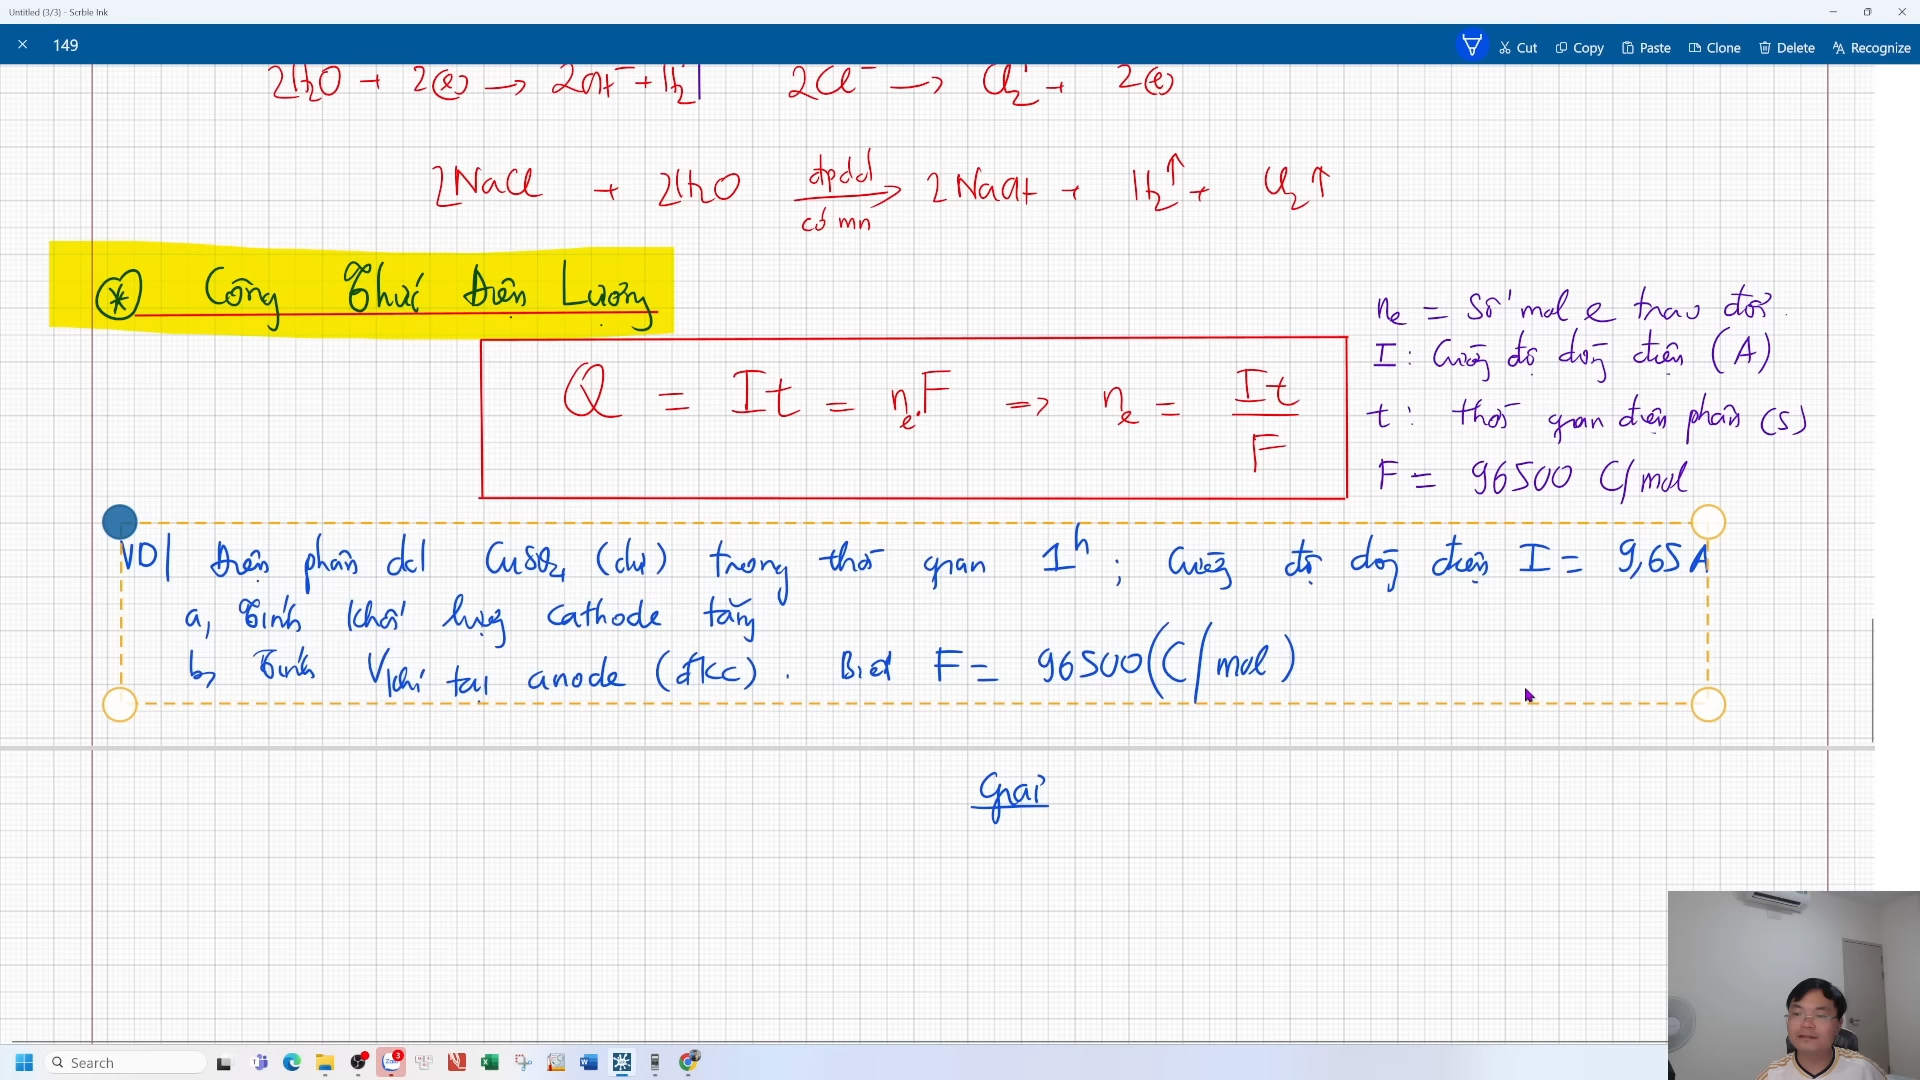 Untitled (3/3) - Scrble Ink
149
Cut Copy Paste Clone Delete Recognize
2H₂O + 2(e) → 2OH⁻ + H₂↑ 2Cl⁻ → Cl₂↑ + 2(e)
2NaCl + 2H₂O →(đpdd / có mn) 2NaOH + H₂↑ + Cl₂↑
* Công Thức Điện Lượng
nₑ = Số mol e trao đổi.
I : Cường độ dòng điện (A)
Q = It = nₑ.F => nₑ = It/F
t : thời gian điện phân (s)
F = 96500 C/mol
VD| Điện phân dd CuSO₄ (dư) trong thời gian 1ʰ ; Cường độ dòng điện I = 9,65 A
a, Tính khối lượng cathode tăng
b, Tính Vkhí tại anode (đkc) . Biết F = 96500 (C/mol)
Giải
Search